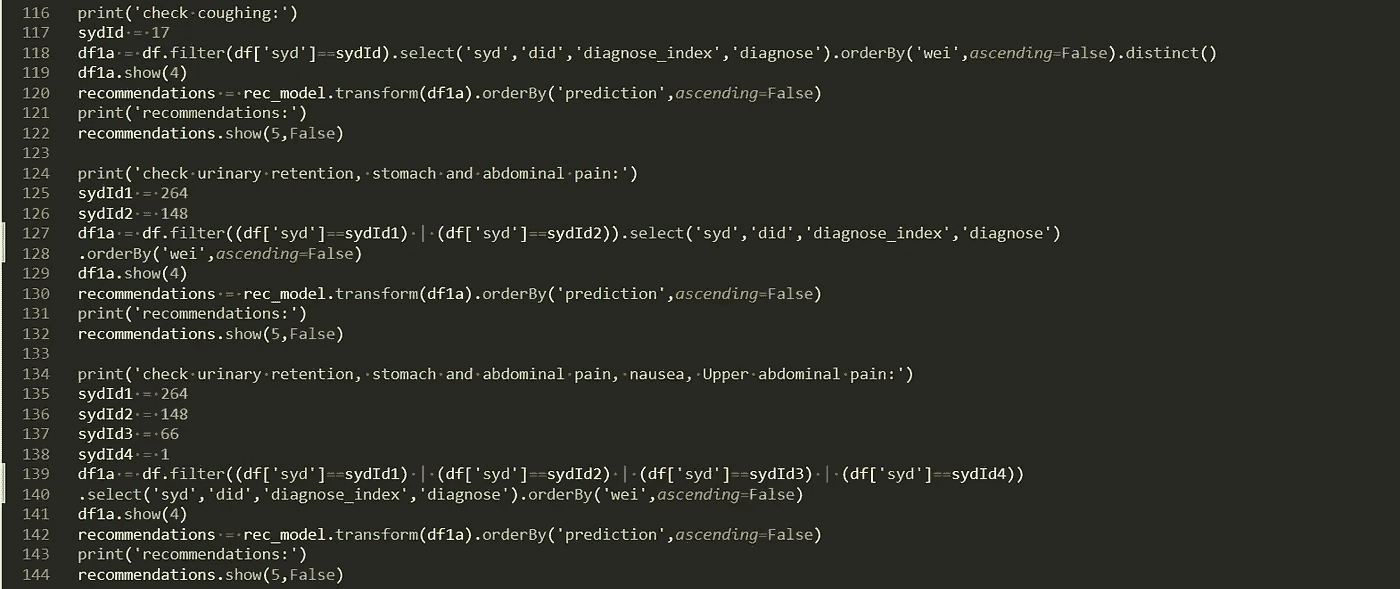 116 print('check coughing:')
117 sydId = 17
118 df1a = df.filter(df['syd']==sydId).select('syd','did','diagnose_index','diagnose').orderBy('wei',ascending=False).distinct()
119 df1a.show(4)
120 recommendations = rec_model.transform(df1a).orderBy('prediction',ascending=False)
121 print('recommendations:')
122 recommendations.show(5,False)
123
124 print('check urinary retention, stomach and abdominal pain:')
125 sydId1 = 264
126 sydId2 = 148
127 df1a = df.filter((df['syd']==sydId1) | (df['syd']==sydId2)).select('syd','did','diagnose_index','diagnose')
128 .orderBy('wei',ascending=False)
129 df1a.show(4)
130 recommendations = rec_model.transform(df1a).orderBy('prediction',ascending=False)
131 print('recommendations:')
132 recommendations.show(5,False)
133
134 print('check urinary retention, stomach and abdominal pain, nausea, Upper abdominal pain:')
135 sydId1 = 264
136 sydId2 = 148
137 sydId3 = 66
138 sydId4 = 1
139 df1a = df.filter((df['syd']==sydId1) | (df['syd']==sydId2) | (df['syd']==sydId3) | (df['syd']==sydId4))
140 .select('syd','did','diagnose_index','diagnose').orderBy('wei',ascending=False)
141 df1a.show(4)
142 recommendations = rec_model.transform(df1a).orderBy('prediction',ascending=False)
143 print('recommendations:')
144 recommendations.show(5,False)